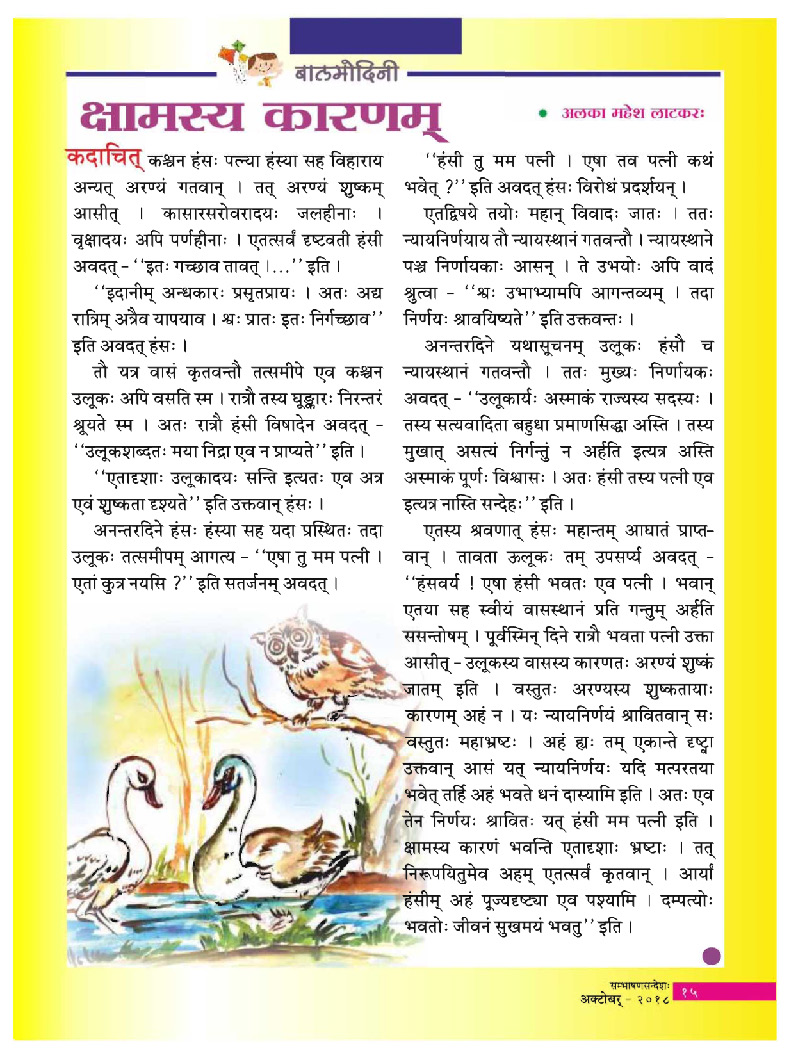 बालमोदिनी
क्षामस्य कारणम्
• अलका महेश लाटकरः
कदाचित् कश्चन हंसः पत्न्या हंस्या सह विहाराय
अन्यत् अरण्यं गतवान् । तत् अरण्यं शुष्कम्
आसीत् । कासारसरोवरादयः जलहीनाः ।
वृक्षादयः अपि पर्णहीनाः । एतत्सर्वं दृष्टवती हंसी
अवदत् - ‘‘इतः गच्छाव तावत् ।...’’ इति ।
‘‘इदानीम् अन्धकारः प्रसृतप्रायः । अतः अद्य
रात्रिम् अत्रैव यापयाव । श्वः प्रातः इतः निर्गच्छाव’’
इति अवदत् हंसः ।
तौ यत्र वासं कृतवन्तौ तत्समीपे एव कश्चन
उलूकः अपि वसति स्म । रात्रौ तस्य घूङ्कारः निरन्तरं
श्रूयते स्म । अतः रात्रौ हंसी विषादेन अवदत् -
‘‘उलूकशब्दतः मया निद्रा एव न प्राप्यते’’ इति ।
‘‘एतादृशाः उलूकादयः सन्ति इत्यतः एव अत्र
एवं शुष्कता दृश्यते’’ इति उक्तवान् हंसः ।
अनन्तरदिने हंसः हंस्या सह यदा प्रस्थितः तदा
उलूकः तत्समीपम् आगत्य - ‘‘एषा तु मम पत्नी ।
एतां कुत्र नयसि ?’’ इति सतर्जनम् अवदत् ।
‘‘हंसी तु मम पत्नी । एषा तव पत्नी कथं
भवेत् ?’’ इति अवदत् हंसः विरोधं प्रदर्शयन् ।
एतद्विषये तयोः महान् विवादः जातः । ततः
न्यायनिर्णयाय तौ न्यायस्थानं गतवन्तौ । न्यायस्थाने
पञ्च निर्णायकाः आसन् । ते उभयोः अपि वादं
श्रुत्वा - ‘‘श्वः उभाभ्यामपि आगन्तव्यम् । तदा
निर्णयः श्रावयिष्यते’’ इति उक्तवन्तः ।
अनन्तरदिने यथासूचनम् उलूकः हंसौ च
न्यायस्थानं गतवन्तौ । ततः मुख्यः निर्णायकः
अवदत् - ‘‘उलूकार्यः अस्माकं राज्यस्य सदस्यः ।
तस्य सत्यवादिता बहुधा प्रमाणसिद्धा अस्ति । तस्य
मुखात् असत्यं निर्गन्तुं न अर्हति इत्यत्र अस्ति
अस्माकं पूर्णः विश्वासः । अतः हंसी तस्य पत्नी एव
इत्यत्र नास्ति सन्देहः’’ इति ।
एतस्य श्रवणात् हंसः महान्तम् आघातं प्राप्त-
वान् । तावता ऊलूकः तम् उपसर्प्य अवदत् -
‘‘हंसवर्य ! एषा हंसी भवतः एव पत्नी । भवान्
एतया सह स्वीयं वासस्थानं प्रति गन्तुम् अर्हति
ससन्तोषम् । पूर्वस्मिन् दिने रात्रौ भवता पत्नी उक्ता
आसीत् - उलूकस्य वासस्य कारणतः अरण्यं शुष्कं
जातम् इति । वस्तुतः अरण्यस्य शुष्कतायाः
कारणम् अहं न । यः न्यायनिर्णयं श्रावितवान् सः
वस्तुतः महाभ्रष्टः । अहं ह्यः तम् एकान्ते दृष्ट्वा
उक्तवान् आसं यत् न्यायनिर्णयः यदि मत्परतया
भवेत् तर्हि अहं भवते धनं दास्यामि इति । अतः एव
तेन निर्णयः श्रावितः यत् हंसी मम पत्नी इति ।
क्षामस्य कारणं भवन्ति एतादृशाः भ्रष्टाः । तत्
निरूपयितुमेव अहम् एतत्सर्वं कृतवान् । आर्यां
हंसीम् अहं पूज्यदृष्ट्या एव पश्यामि । दम्पत्योः
भवतोः जीवनं सुखमयं भवतु’’ इति ।
सम्भाषणसन्देशः
अक्टोबर् - २०१८ १५